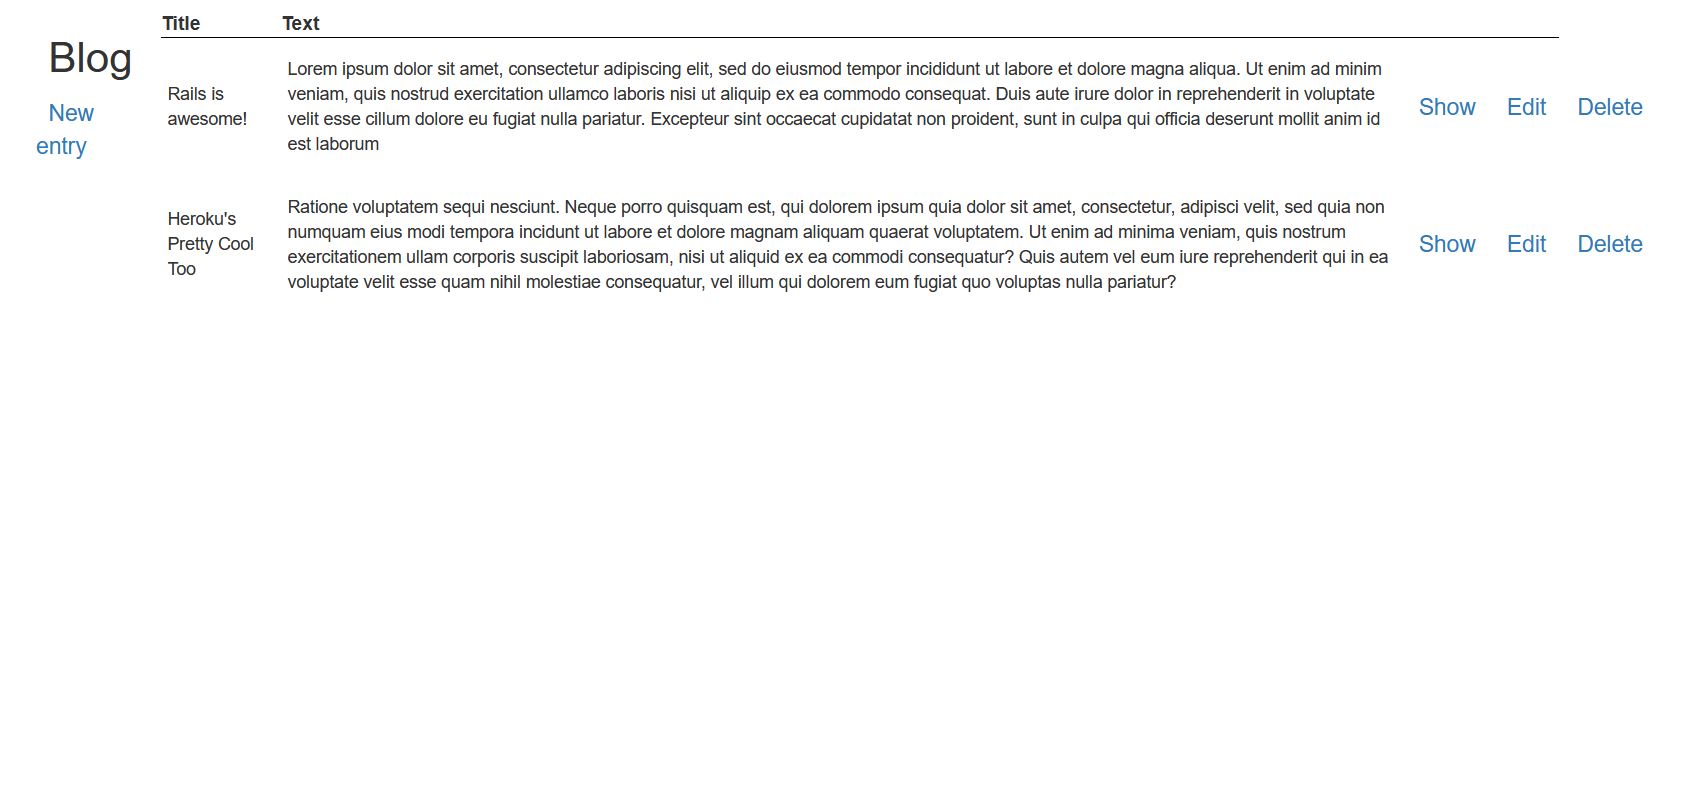 Blog
New
entry
Title Text
Rails is
awesome!
Lorem ipsum dolor sit amet, consectetur adipiscing elit, sed do eiusmod tempor incididunt ut labore et dolore magna aliqua. Ut enim ad minim
veniam, quis nostrud exercitation ullamco laboris nisi ut aliquip ex ea commodo consequat. Duis aute irure dolor in reprehenderit in voluptate
velit esse cillum dolore eu fugiat nulla pariatur. Excepteur sint occaecat cupidatat non proident, sunt in culpa qui officia deserunt mollit anim id
est laborum
Show Edit Delete
Heroku's
Pretty Cool
Too
Ratione voluptatem sequi nesciunt. Neque porro quisquam est, qui dolorem ipsum quia dolor sit amet, consectetur, adipisci velit, sed quia non
numquam eius modi tempora incidunt ut labore et dolore magnam aliquam quaerat voluptatem. Ut enim ad minima veniam, quis nostrum
exercitationem ullam corporis suscipit laboriosam, nisi ut aliquid ex ea commodi consequatur? Quis autem vel eum iure reprehenderit qui in ea
voluptate velit esse quam nihil molestiae consequatur, vel illum qui dolorem eum fugiat quo voluptas nulla pariatur?
Show Edit Delete